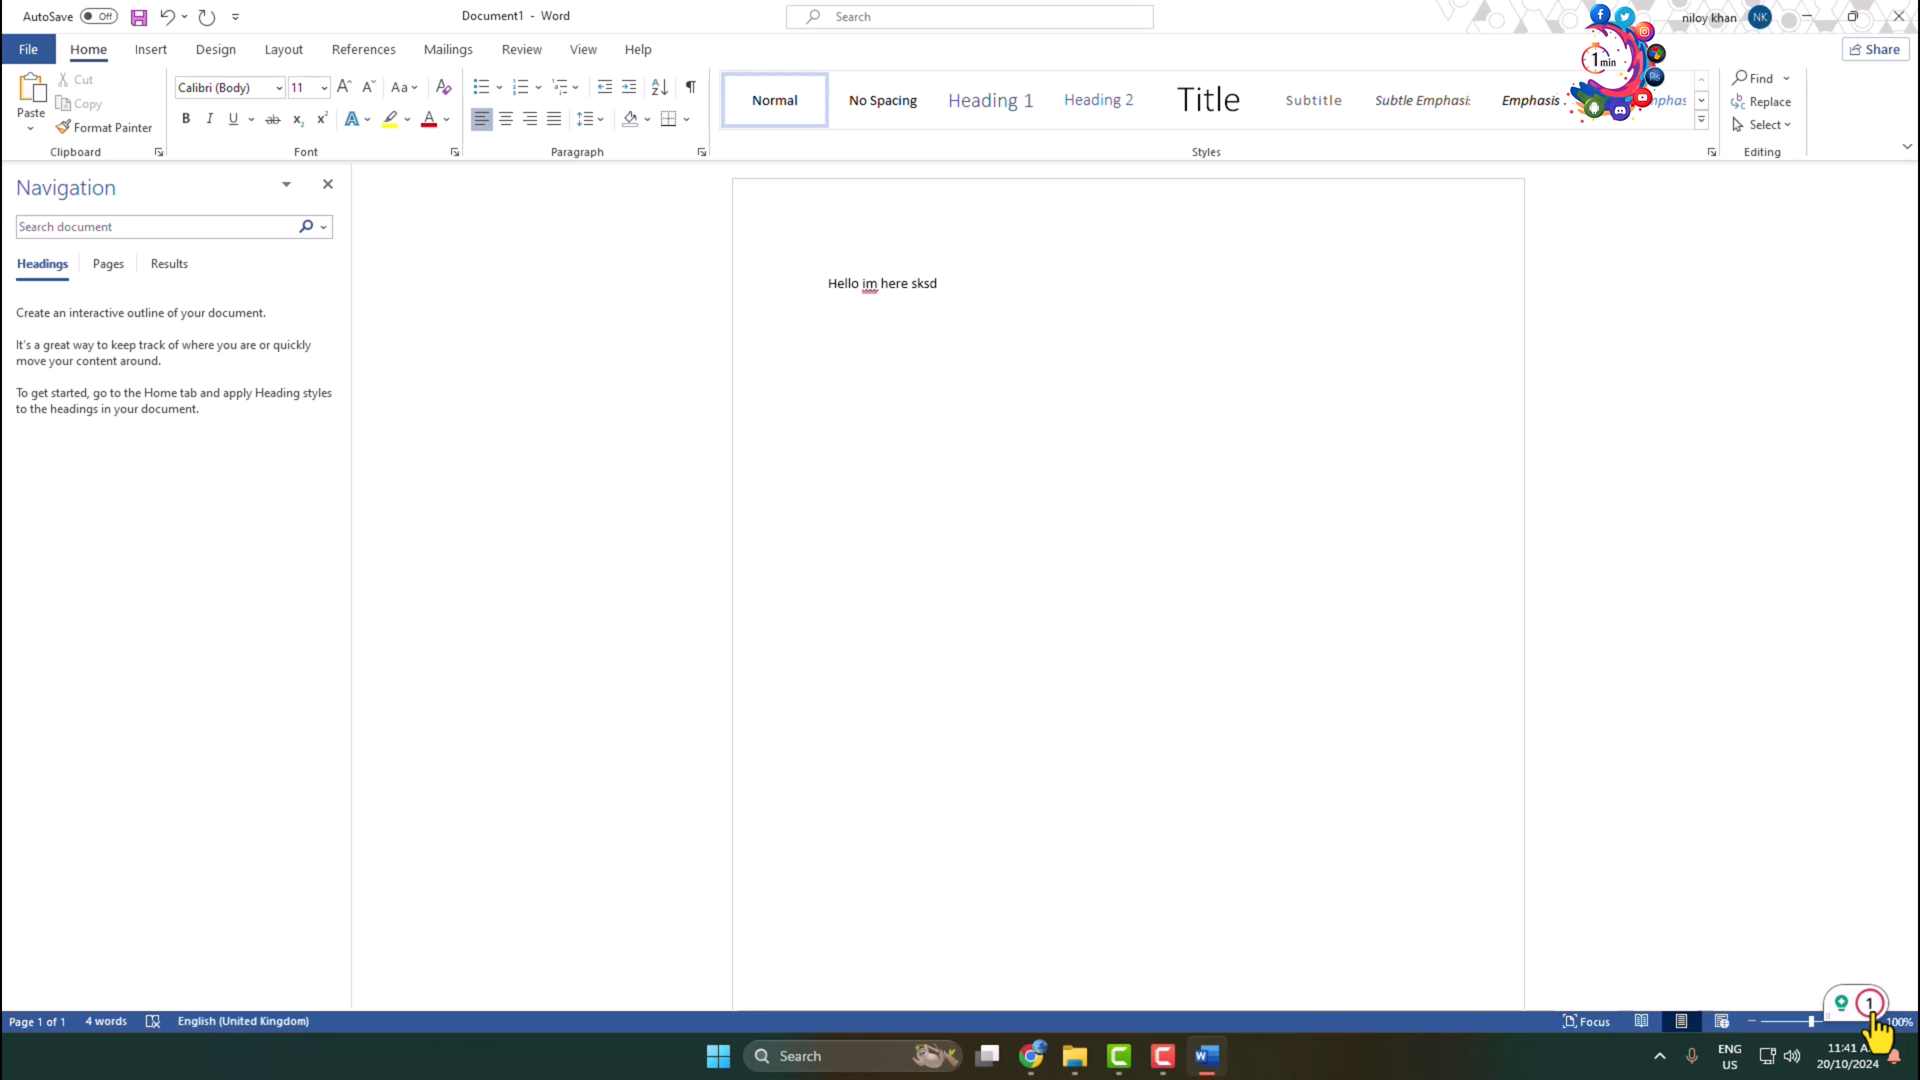 AutoSave Off Document1 - Word Search niloy khan NK
File Home Insert Design Layout References Mailings Review View Help Share
1 min
Paste
Cut
Copy
Format Painter
Clipboard
Calibri (Body) 11
Font
Paragraph
Normal No Spacing Heading 1 Heading 2 Title Subtitle Subtle Emphasi: Emphasis
Styles
Find
Replace
Select
Editing
Navigation
Search document
Headings Pages Results
Create an interactive outline of your document.
It's a great way to keep track of where you are or quickly
move your content around.
To get started, go to the Home tab and apply Heading styles
to the headings in your document.
Hello im here sksd
1
Page 1 of 1 4 words English (United Kingdom) Focus 100%
Search
ENG
US
11:41 A
20/10/2024